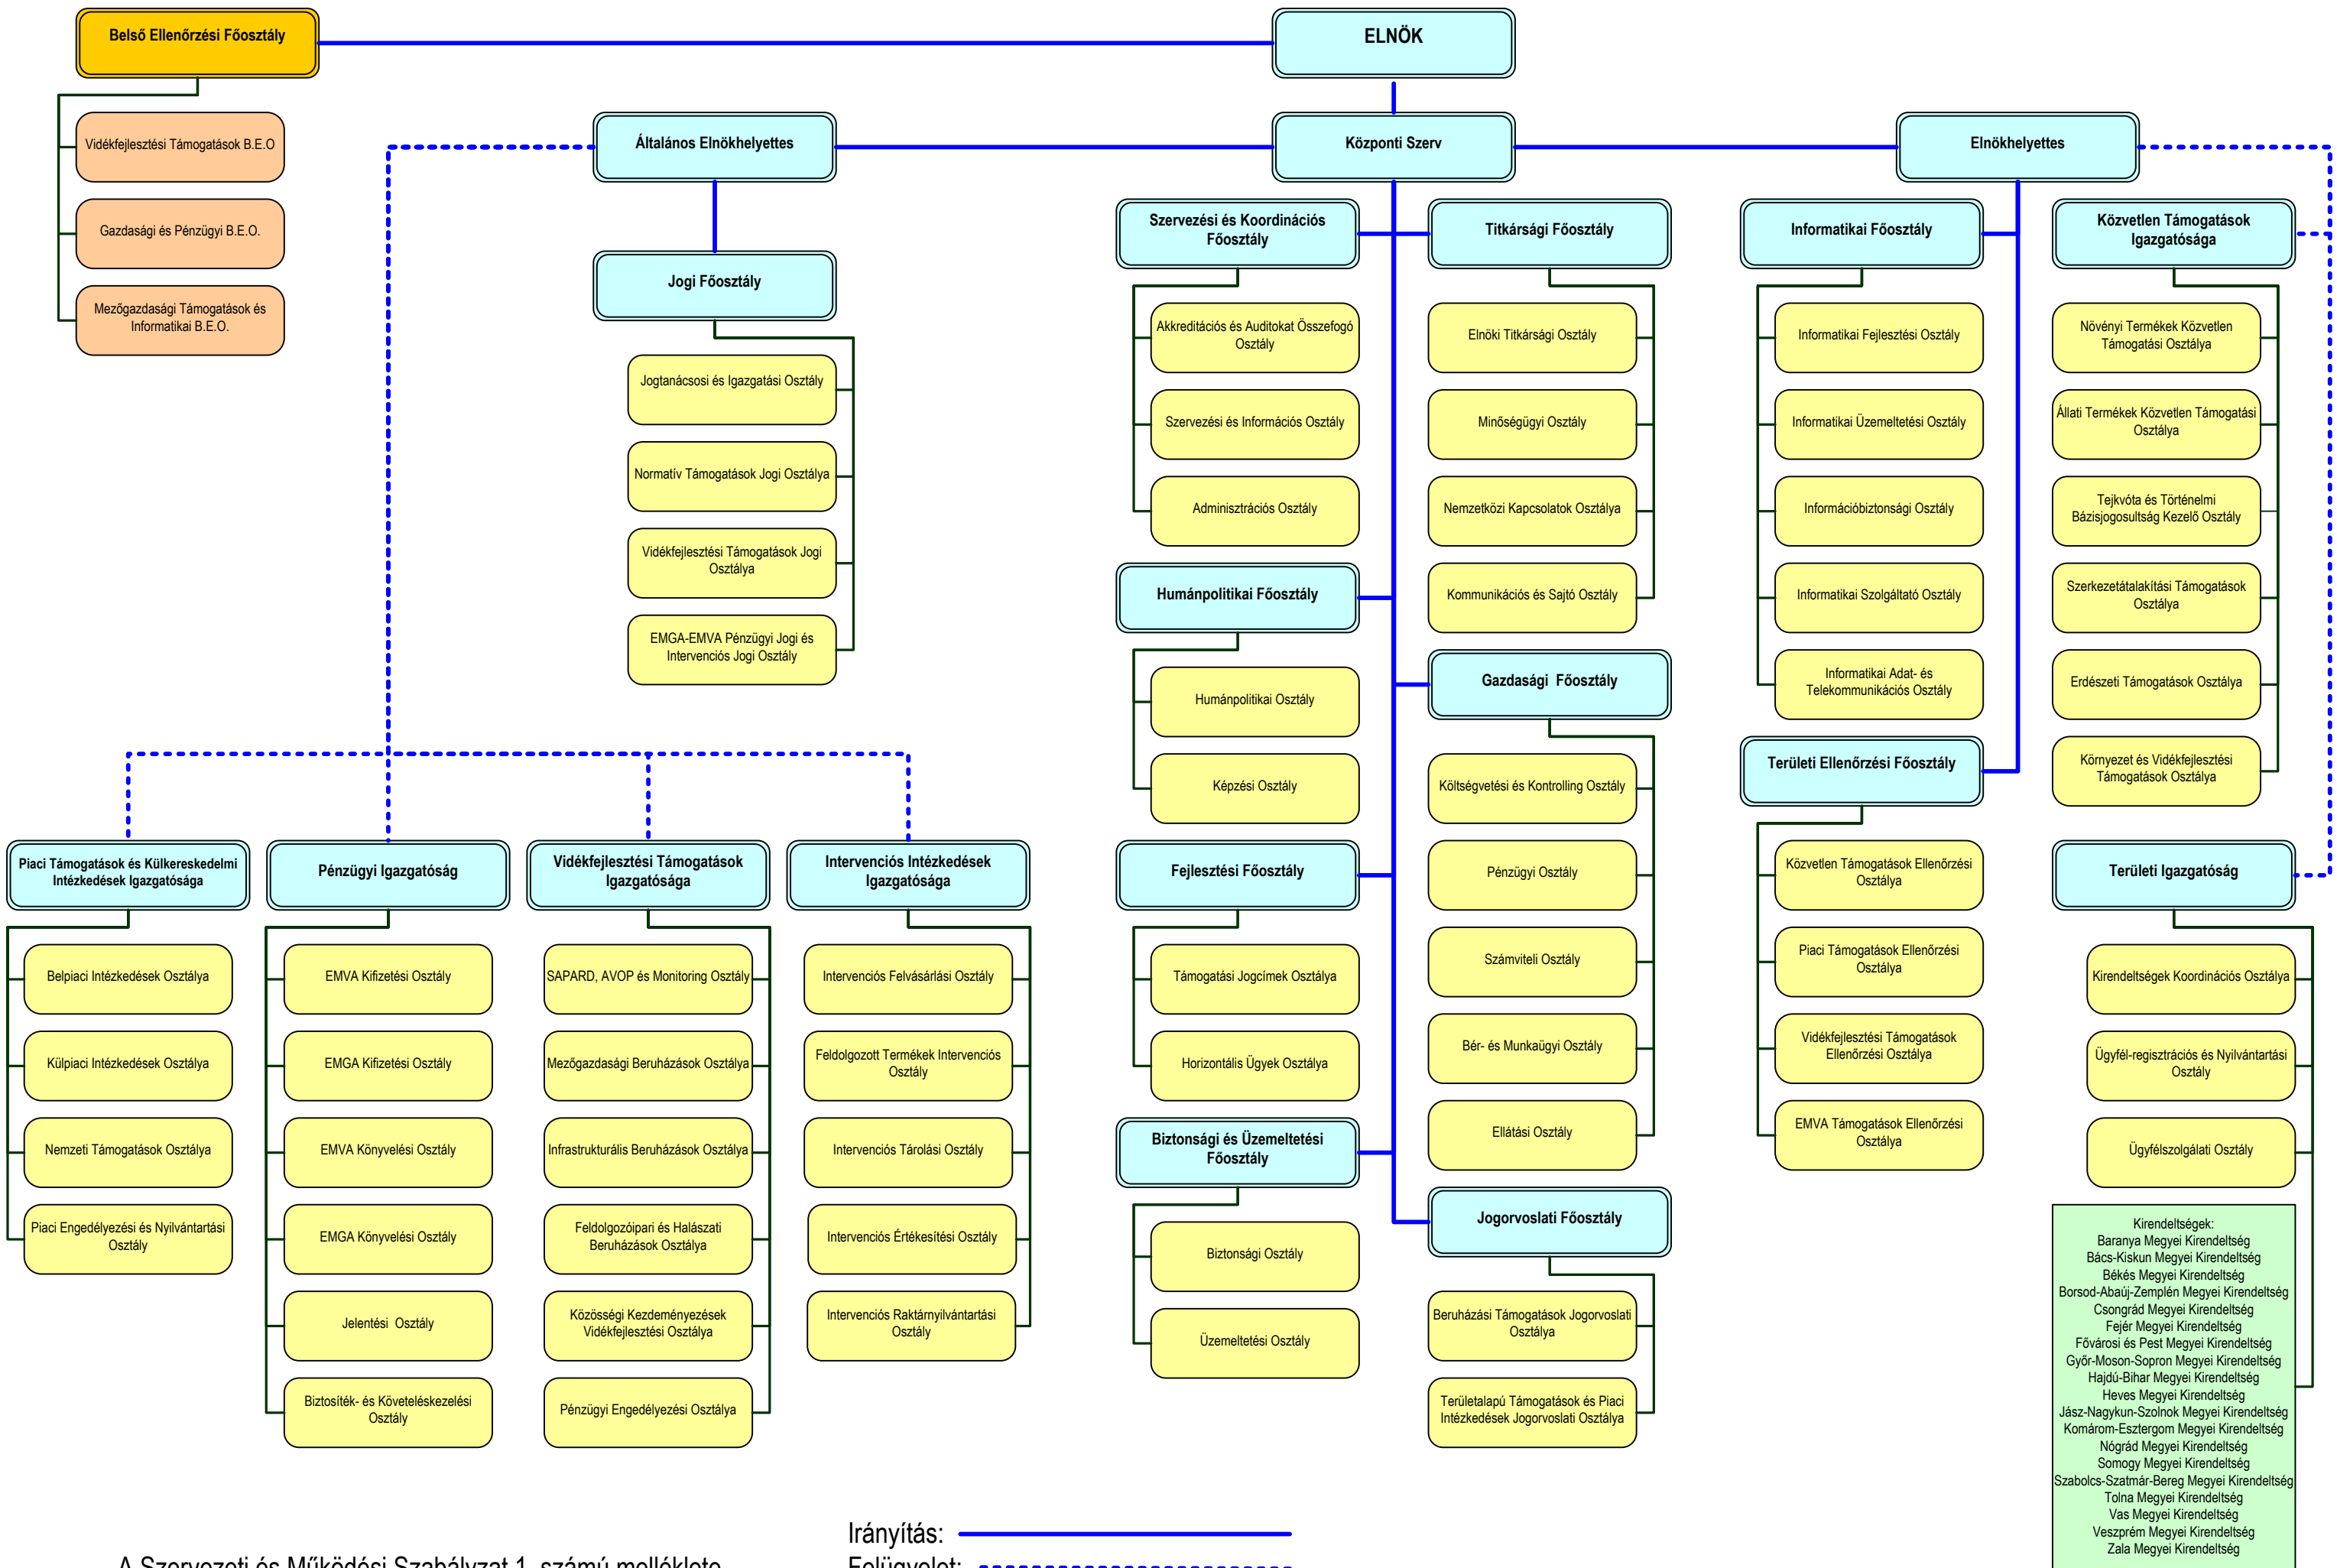 Belső Ellenőrzési Főosztály
ELNÖK
Vidékfejlesztési Támogatások B.E.O
Gazdasági és Pénzügyi B.E.O.
Mezőgazdasági Támogatások és
Informatikai B.E.O.
Általános Elnökhelyettes
Központi Szerv
Elnökhelyettes
Jogi Főosztály
Jogtanácsosi és Igazgatási Osztály
Normatív Támogatások Jogi Osztálya
Vidékfejlesztési Támogatások Jogi
Osztálya
EMGA-EMVA Pénzügyi Jogi és
Intervenciós Jogi Osztály
Szervezési és Koordinációs
Főosztály
Akkreditációs és Auditokat Összefogó
Osztály
Szervezési és Információs Osztály
Adminisztrációs Osztály
Titkársági Főosztály
Elnöki Titkársági Osztály
Minőségügyi Osztály
Nemzetközi Kapcsolatok Osztálya
Kommunikációs és Sajtó Osztály
Informatikai Főosztály
Informatikai Fejlesztési Osztály
Informatikai Üzemeltetési Osztály
Információbiztonsági Osztály
Informatikai Szolgáltató Osztály
Informatikai Adat- és
Telekommunikációs Osztály
Közvetlen Támogatások
Igazgatósága
Növényi Termékek Közvetlen
Támogatási Osztálya
Állati Termékek Közvetlen Támogatási
Osztálya
Tejkvóta és Történelmi
Bázisjogosultság Kezelő Osztály
Szerkezetátalakítási Támogatások
Osztálya
Erdészeti Támogatások Osztálya
Környezet és Vidékfejlesztési
Támogatások Osztálya
Humánpolitikai Főosztály
Humánpolitikai Osztály
Képzési Osztály
Gazdasági  Főosztály
Költségvetési és Kontrolling Osztály
Pénzügyi Osztály
Számviteli Osztály
Bér- és Munkaügyi Osztály
Ellátási Osztály
Területi Ellenőrzési Főosztály
Közvetlen Támogatások Ellenőrzési
Osztálya
Piaci Támogatások Ellenőrzési
Osztálya
Vidékfejlesztési Támogatások
Ellenőrzési Osztálya
EMVA Támogatások Ellenőrzési
Osztálya
Piaci Támogatások és Külkereskedelmi
Intézkedések Igazgatósága
Belpiaci Intézkedések Osztálya
Külpiaci Intézkedések Osztálya
Nemzeti Támogatások Osztálya
Piaci Engedélyezési és Nyilvántartási
Osztály
Pénzügyi Igazgatóság
EMVA Kifizetési Osztály
EMGA Kifizetési Osztály
EMVA Könyvelési Osztály
EMGA Könyvelési Osztály
Jelentési  Osztály
Biztosíték- és Követeléskezelési
Osztály
Vidékfejlesztési Támogatások
Igazgatósága
SAPARD, AVOP és Monitoring Osztály
Mezőgazdasági Beruházások Osztálya
Infrastrukturális Beruházások Osztálya
Feldolgozóipari és Halászati
Beruházások Osztálya
Közösségi Kezdeményezések
Vidékfejlesztési Osztálya
Pénzügyi Engedélyezési Osztálya
Intervenciós Intézkedések
Igazgatósága
Intervenciós Felvásárlási Osztály
Feldolgozott Termékek Intervenciós
Osztály
Intervenciós Tárolási Osztály
Intervenciós Értékesítési Osztály
Intervenciós Raktárnyilvántartási
Osztály
Fejlesztési Főosztály
Támogatási Jogcímek Osztálya
Horizontális Ügyek Osztálya
Biztonsági és Üzemeltetési
Főosztály
Biztonsági Osztály
Üzemeltetési Osztály
Jogorvoslati Főosztály
Beruházási Támogatások Jogorvoslati
Osztálya
Területalapú Támogatások és Piaci
Intézkedések Jogorvoslati Osztálya
Területi Igazgatóság
Kirendeltségek Koordinációs Osztálya
Ügyfél-regisztrációs és Nyilvántartási
Osztály
Ügyfélszolgálati Osztály
Kirendeltségek:
Baranya Megyei Kirendeltség
Bács-Kiskun Megyei Kirendeltség
Békés Megyei Kirendeltség
Borsod-Abaúj-Zemplén Megyei Kirendeltség
Csongrád Megyei Kirendeltség
Fejér Megyei Kirendeltség
Fővárosi és Pest Megyei Kirendeltség
Győr-Moson-Sopron Megyei Kirendeltség
Hajdú-Bihar Megyei Kirendeltség
Heves Megyei Kirendeltség
Jász-Nagykun-Szolnok Megyei Kirendeltség
Komárom-Esztergom Megyei Kirendeltség
Nógrád Megyei Kirendeltség
Somogy Megyei Kirendeltség
Szabolcs-Szatmár-Bereg Megyei Kirendeltség
Tolna Megyei Kirendeltség
Vas Megyei Kirendeltség
Veszprém Megyei Kirendeltség
Zala Megyei Kirendeltség
Irányítás:
Felügyelet:
A Szervezeti és Működési Szabályzat 1. számú melléklete